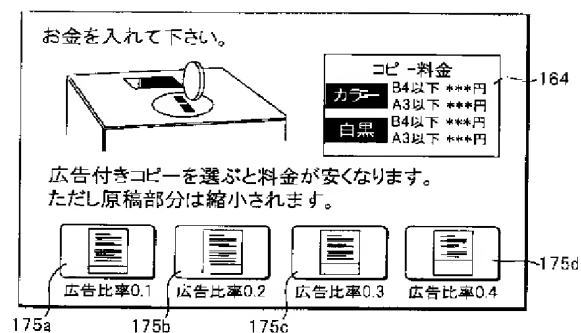 お金を入れて下さい。
コピー料金
164
カラー B4以下 ***円
A3以下 ***円
白黒 B4以下 ***円
A3以下 ***円
広告付きコピーを選ぶと料金が安くなります。
ただし原稿部分は縮小されます。
175d
広告比率0.1 広告比率0.2 広告比率0.3 広告比率0.4
175a 175b 175c